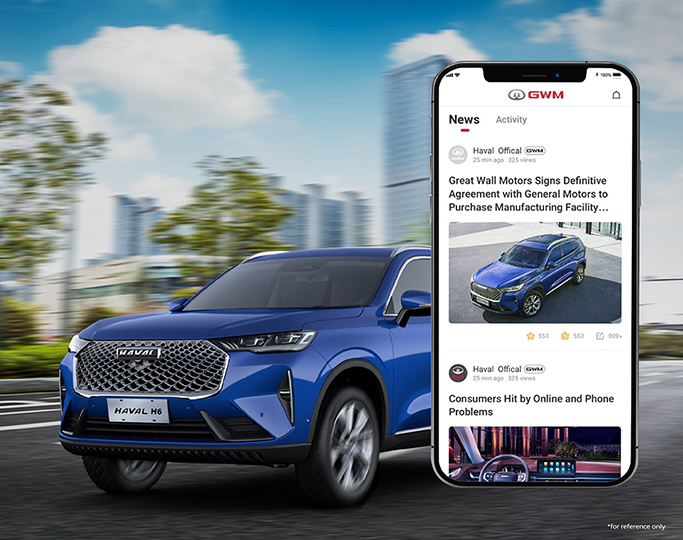 100%
GWM
News
Activity
Haval Offical GWM
25 min ago 325 views
Great Wall Motors Signs Definitive
Agreement with General Motors to
Purchase Manufacturing Facility...
553
553
999+
Haval Offical GWM
25 min ago 325 views
Consumers Hit by Online and Phone
Problems
HAVAL
HAVAL H6
*for reference only.